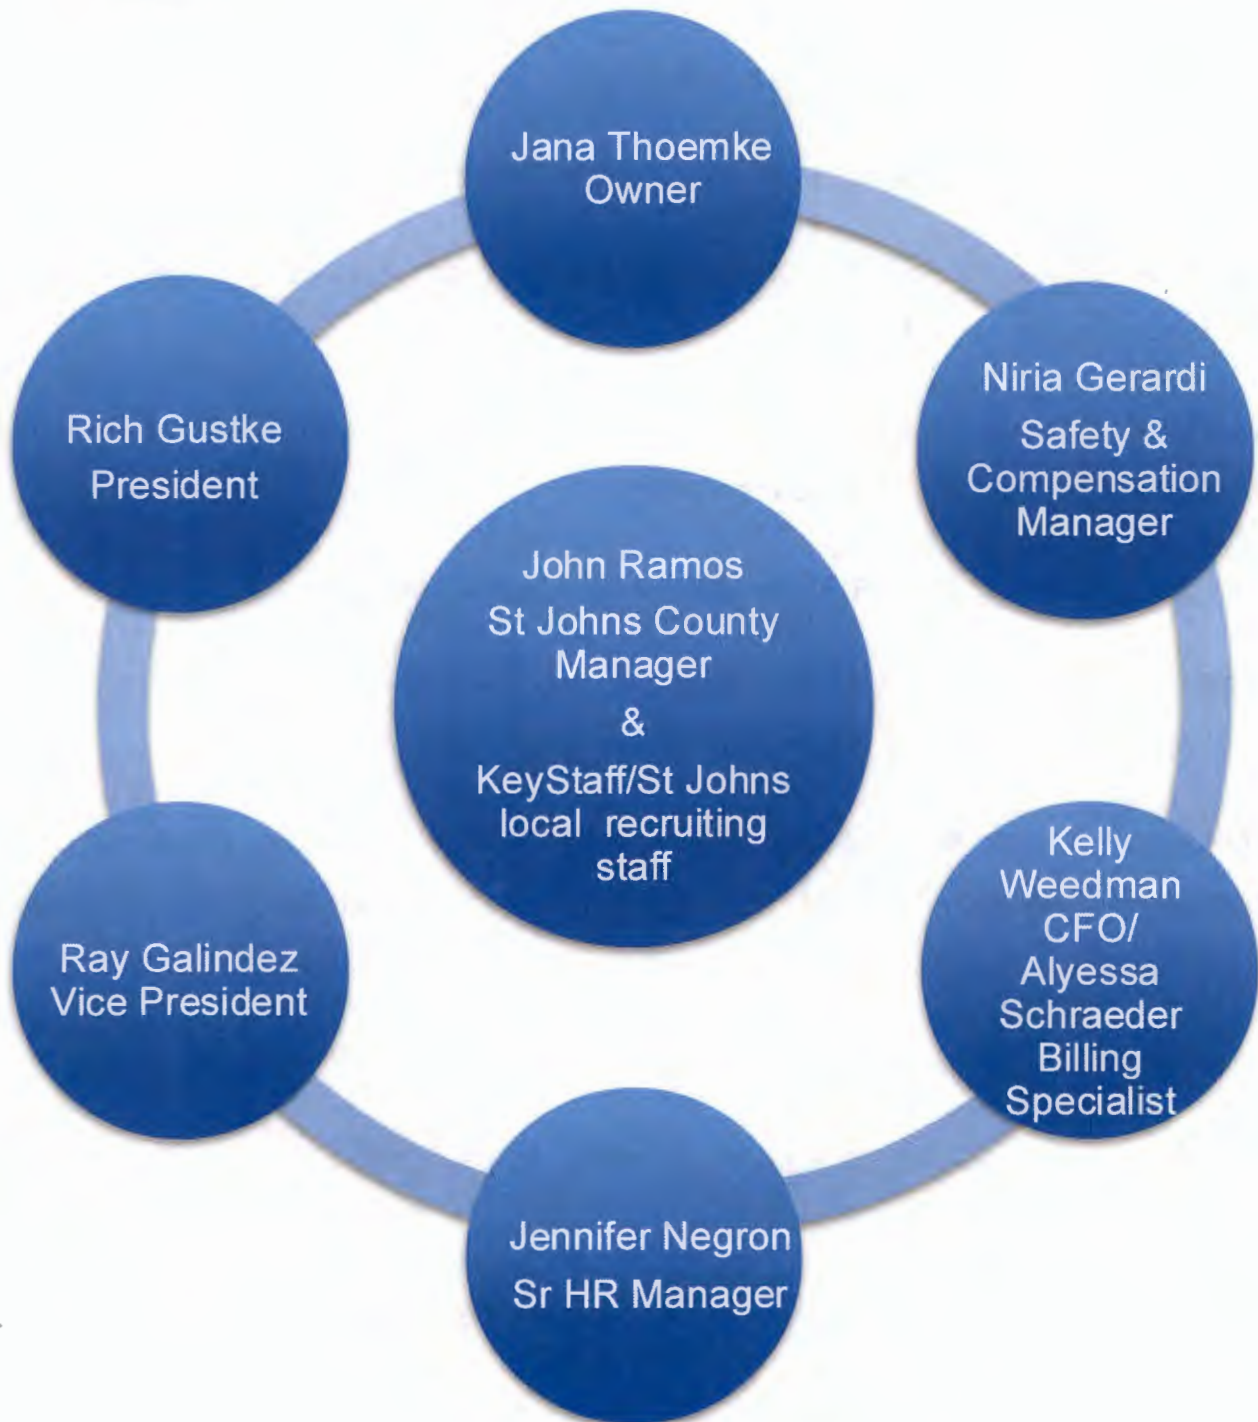 Jana Thoemke
Owner
Niria Gerardi
Safety &
Compensation
Manager
Rich Gustke
President
John Ramos
St Johns County
Manager
&
KeyStaff/St Johns
local recruiting
staff
Kelly
Weedman
CFO/
Alyessa
Schraeder
Billing
Specialist
Ray Galindez
Vice President
Jennifer Negron
Sr HR Manager